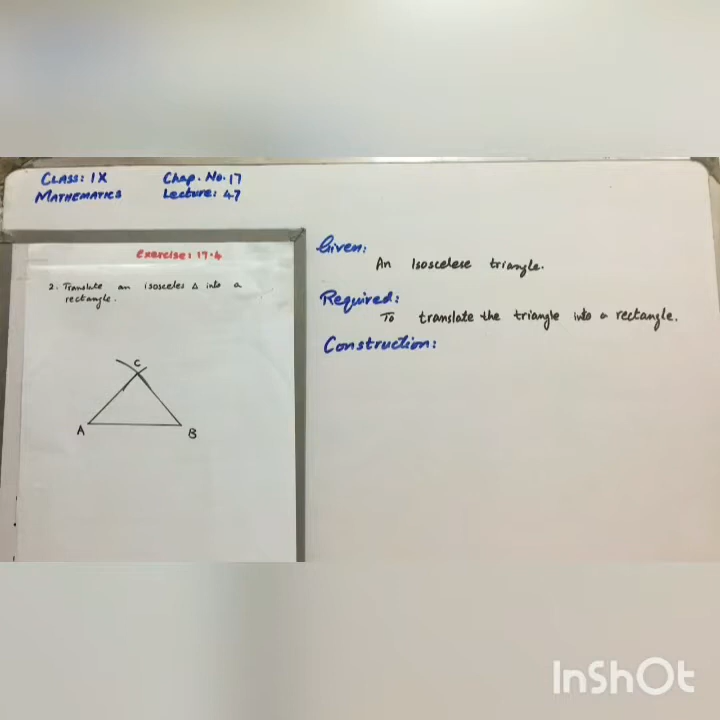 CLASS: IX Chap. No. 17
MATHEMATICS Lecture: 47
Exercise: 17.4
2. Translate an isosceles Δ into a
rectangle.
C
A
B
Given:
An Isoscelese triangle.
Required:
To translate the triangle into a rectangle.
Construction:
InShOt